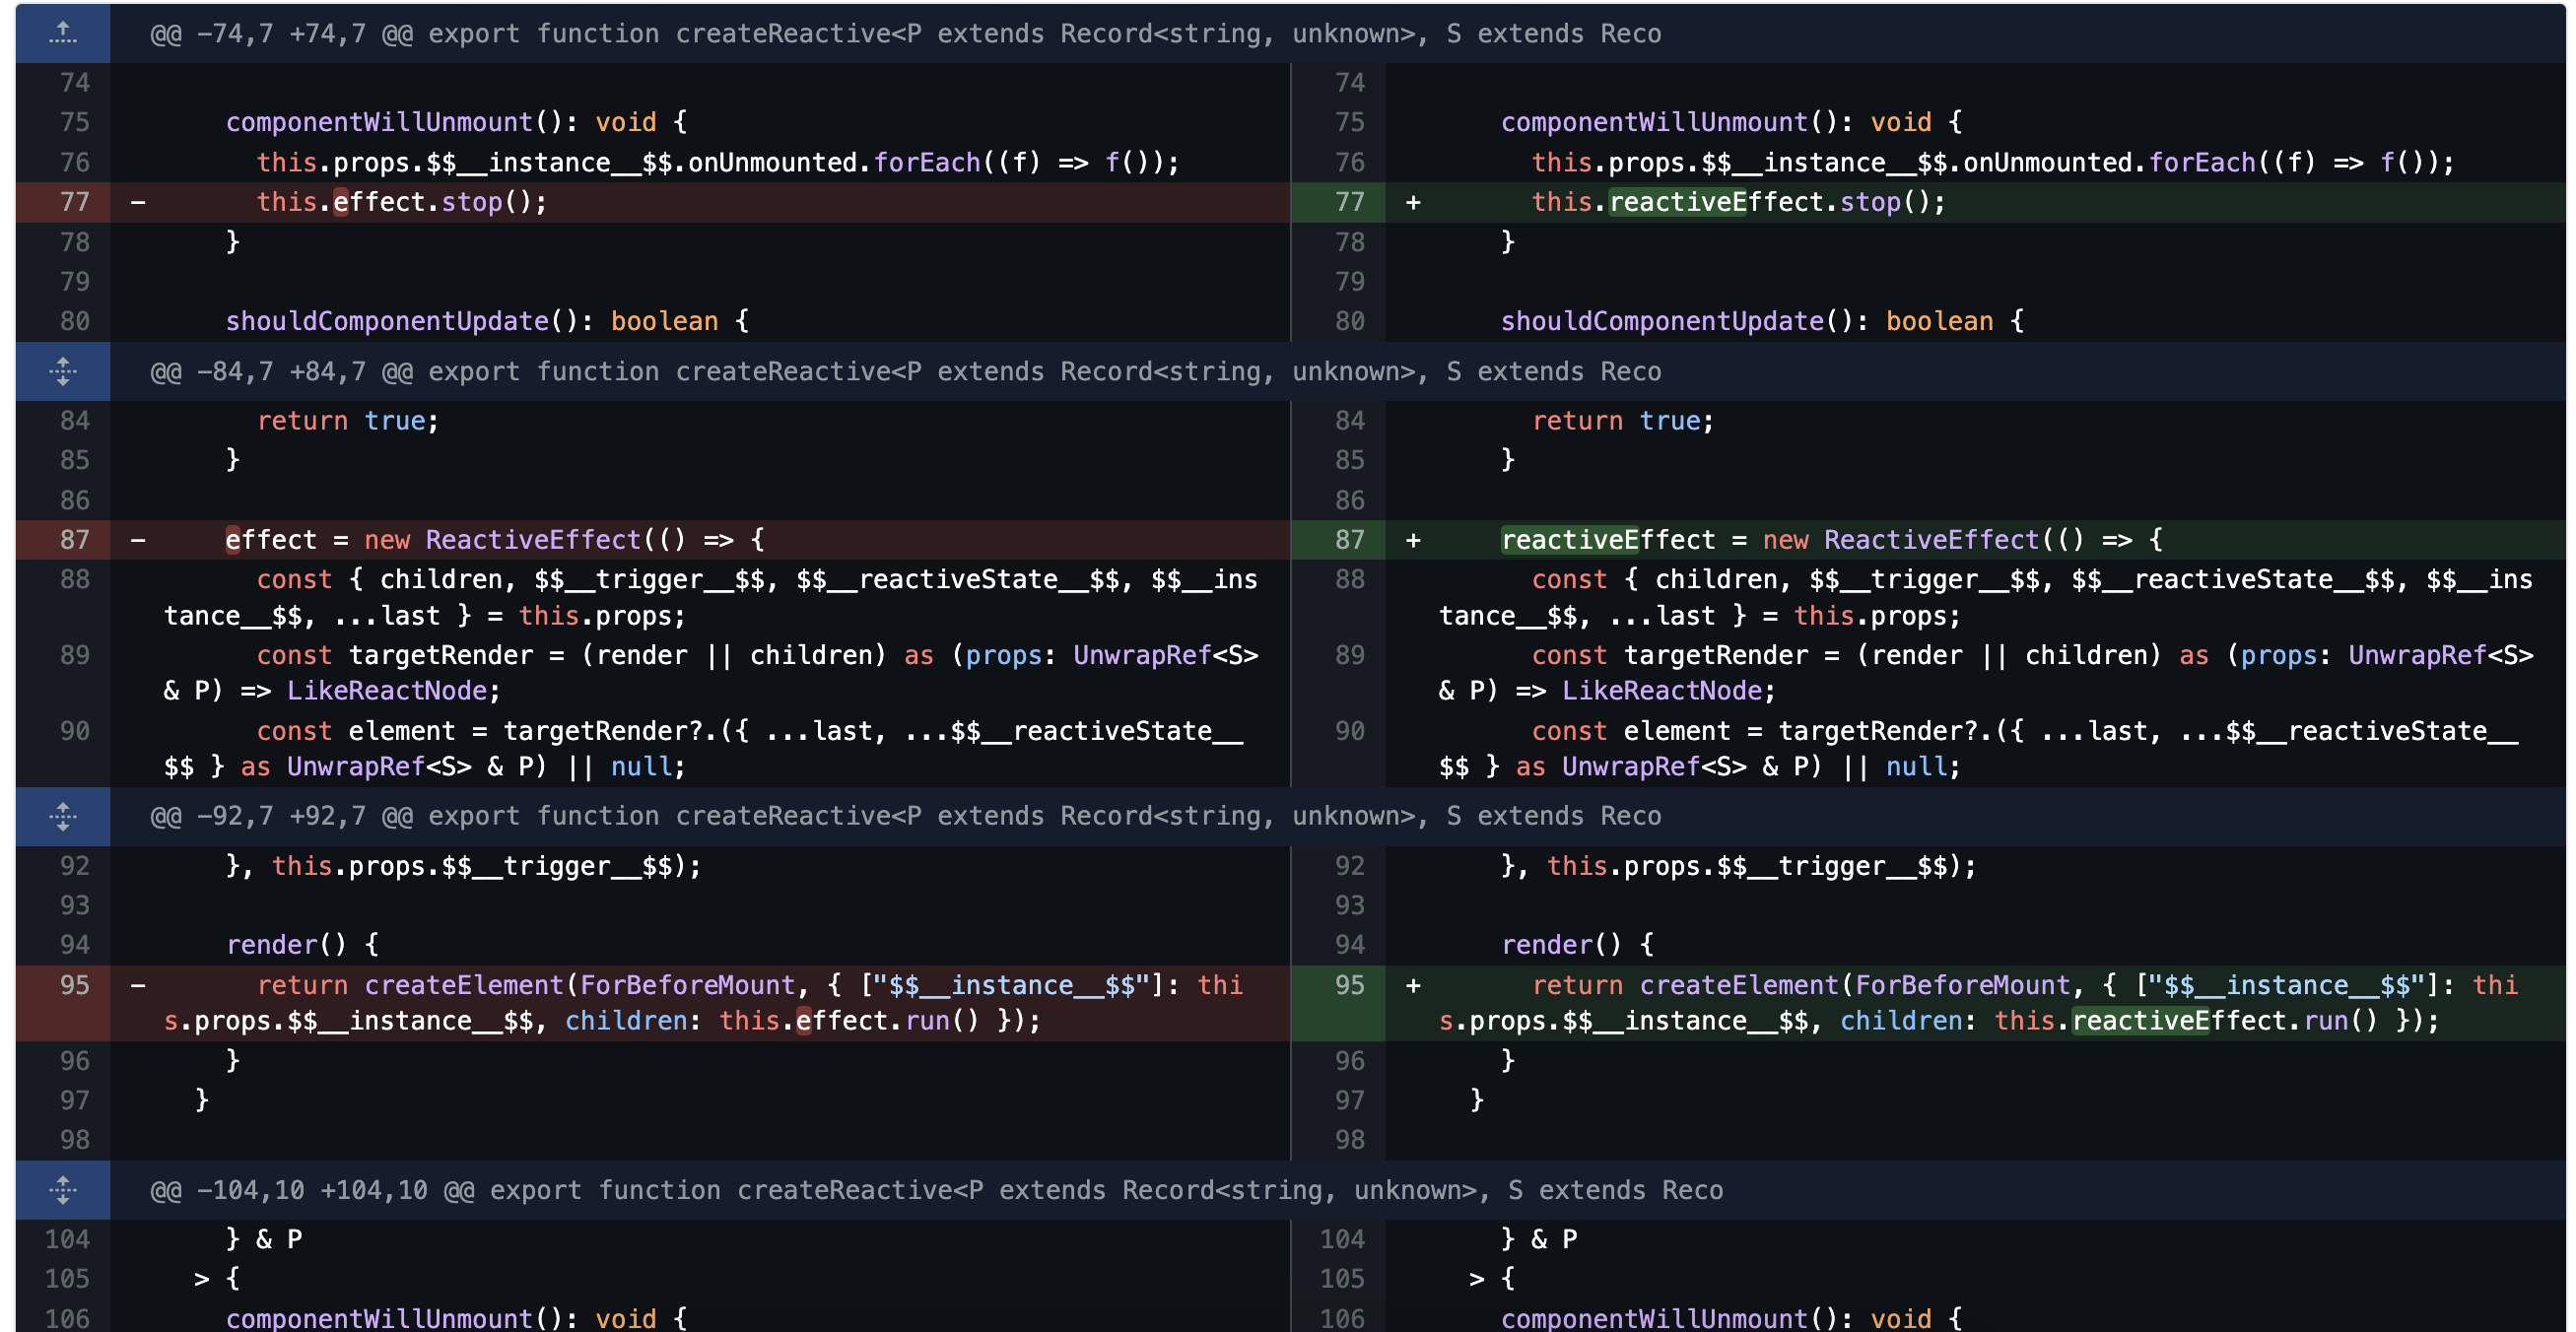 @@ -74,7 +74,7 @@ export function createReactive<P extends Record<string, unknown>, S extends Reco
74 74
75 componentWillUnmount(): void { 75 componentWillUnmount(): void {
76 this.props.$$__instance__$$.onUnmounted.forEach((f) => f()); 76 this.props.$$__instance__$$.onUnmounted.forEach((f) => f());
77 - this.effect.stop(); 77 + this.reactiveEffect.stop();
78 } 78 }
79 79
80 shouldComponentUpdate(): boolean { 80 shouldComponentUpdate(): boolean {
@@ -84,7 +84,7 @@ export function createReactive<P extends Record<string, unknown>, S extends Reco
84 return true; 84 return true;
85 } 85 }
86 86
87 - effect = new ReactiveEffect(() => { 87 + reactiveEffect = new ReactiveEffect(() => {
88 const { children, $$__trigger__$$, $$__reactiveState__$$, $$__ins 88 const { children, $$__trigger__$$, $$__reactiveState__$$, $$__ins
tance__$$, ...last } = this.props; tance__$$, ...last } = this.props;
89 const targetRender = (render || children) as (props: UnwrapRef<S> 89 const targetRender = (render || children) as (props: UnwrapRef<S>
& P) => LikeReactNode; & P) => LikeReactNode;
90 const element = targetRender?.({ ...last, ...$$__reactiveState__ 90 const element = targetRender?.({ ...last, ...$$__reactiveState__
$$ } as UnwrapRef<S> & P) || null; $$ } as UnwrapRef<S> & P) || null;
@@ -92,7 +92,7 @@ export function createReactive<P extends Record<string, unknown>, S extends Reco
92 }, this.props.$$__trigger__$$); 92 }, this.props.$$__trigger__$$);
93 93
94 render() { 94 render() {
95 - return createElement(ForBeforeMount, { ["$$__instance__$$"]: thi 95 + return createElement(ForBeforeMount, { ["$$__instance__$$"]: thi
s.props.$$__instance__$$, children: this.effect.run() }); s.props.$$__instance__$$, children: this.reactiveEffect.run() });
96 } 96 }
97 } 97 }
98 98
@@ -104,10 +104,10 @@ export function createReactive<P extends Record<string, unknown>, S extends Reco
104 } & P 104 } & P
105 > { 105 > {
106 componentWillUnmount(): void { 106 componentWillUnmount(): void {